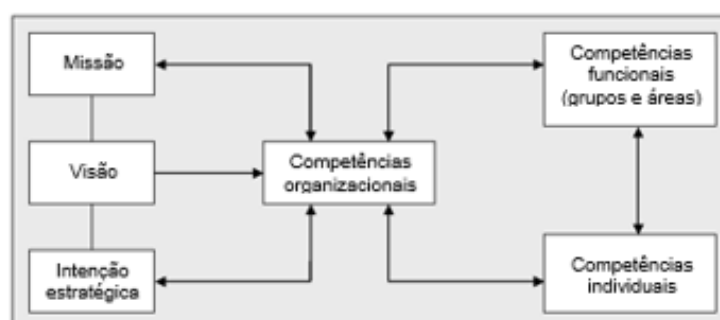 Missão
Visão
Intenção
estratégica
Competências
organizacionais
Competências
funcionais
(grupos e áreas)
Competências
individuais